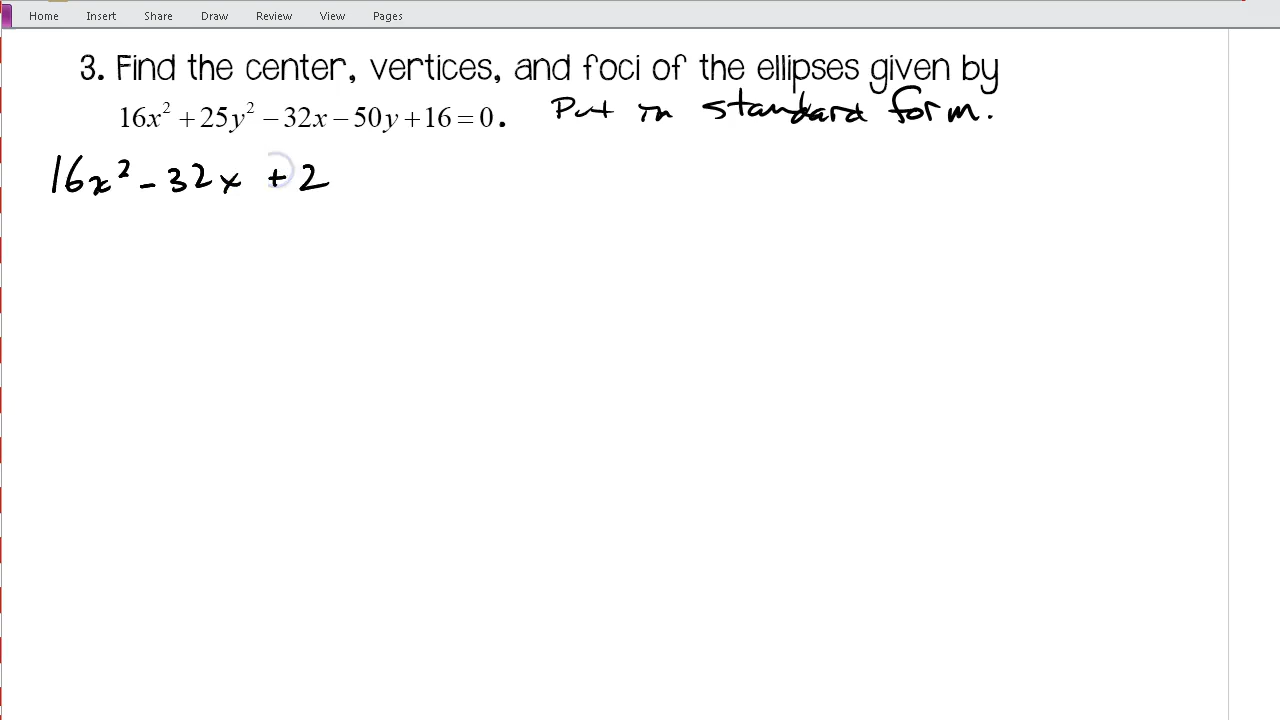 Home Insert Share Draw Review View Pages
3. Find the center, vertices, and foci of the ellipses given by
16x² + 25y² − 32x − 50y + 16 = 0. Put in standard form.
16x² - 32x + 2